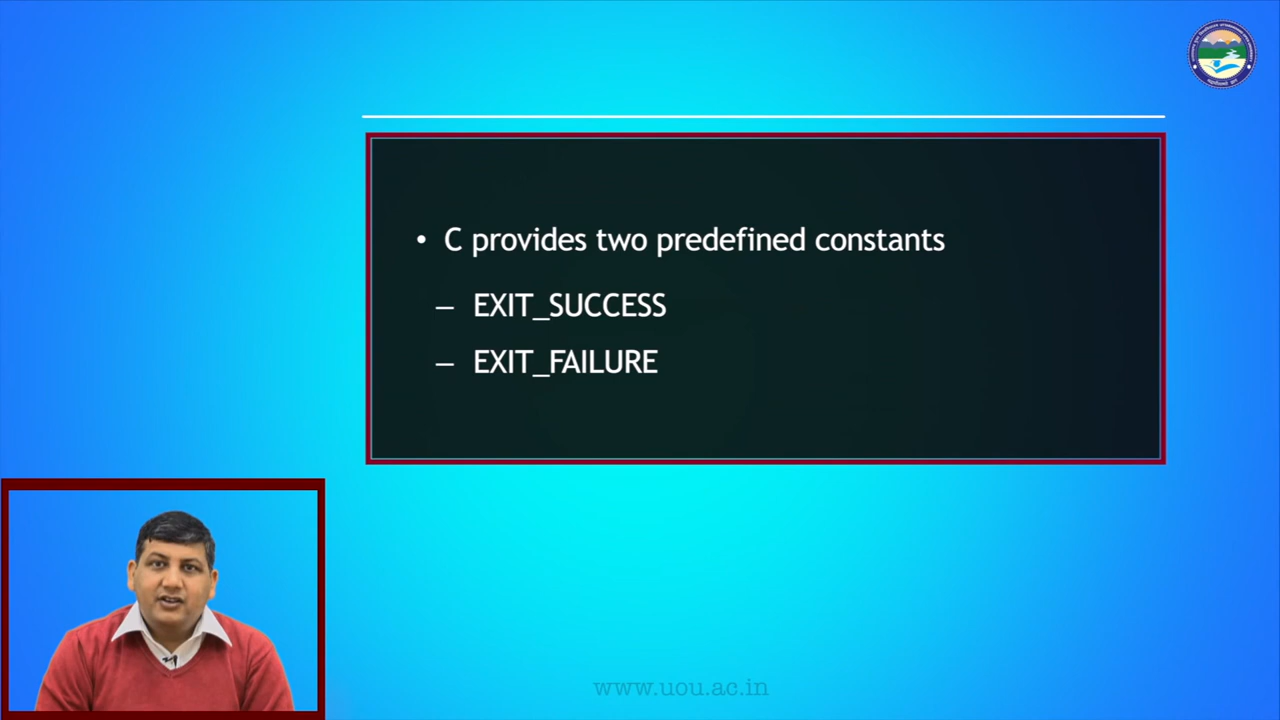 • C provides two predefined constants
– EXIT_SUCCESS
– EXIT_FAILURE
www.uou.ac.in